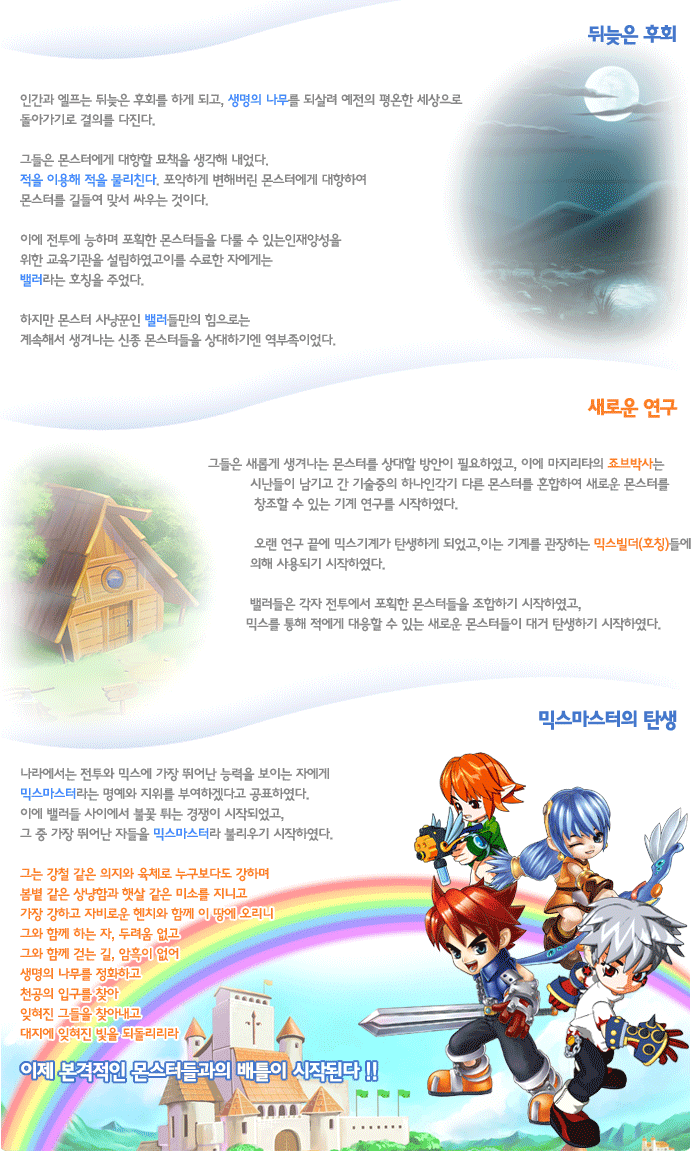 뒤늦은 후회
인간과 엘프는 뒤늦은 후회를 하게 되고, 생명의 나무를 되살려 예전의 평온한 세상으로
돌아가기로 결의를 다진다.
그들은 몬스터에게 대항할 묘책을 생각해 내었다.
적을 이용해 적을 물리친다. 포악하게 변해버린 몬스터에게 대항하여
몬스터를 길들여 맞서 싸우는 것이다.
이에 전투에 능하며 포획한 몬스터들을 다룰 수 있는인재양성을
위한 교육기관을 설립하였고이를 수료한 자에게는
밸러라는 호칭을 주었다.
하지만 몬스터 사냥꾼인 밸러들만의 힘으로는
계속해서 생겨나는 신종 몬스터들을 상대하기엔 역부족이었다.
새로운 연구
그들은 새롭게 생겨나는 몬스터를 상대할 방안이 필요하였고, 이에 마지리타의 죠브박사는
시난들이 남기고 간 기술중의 하나인각기 다른 몬스터를 혼합하여 새로운 몬스터를
창조할 수 있는 기계 연구를 시작하였다.
오랜 연구 끝에 믹스기계가 탄생하게 되었고,이는 기계를 관장하는 믹스빌더(호칭)들에
의해 사용되기 시작하였다.
밸러들은 각자 전투에서 포획한 몬스터들을 조합하기 시작하였고,
믹스를 통해 적에게 대응할 수 있는 새로운 몬스터들이 대거 탄생하기 시작하였다.
믹스마스터의 탄생
나라에서는 전투와 믹스에 가장 뛰어난 능력을 보이는 자에게
믹스마스터라는 명예와 지위를 부여하겠다고 공표하였다.
이에 밸러들 사이에서 불꽃 튀는 경쟁이 시작되었고,
그 중 가장 뛰어난 자들을 믹스마스터라 불리우기 시작하였다.
그는 강철 같은 의지와 육체로 누구보다도 강하며
봄볕 같은 상냥함과 햇살 같은 미소를 지니고
가장 강하고 자비로운 헨치와 함께 이 땅에 오리니
그와 함께 하는 자, 두려움 없고
그와 함께 걷는 길, 암흑이 없어
생명의 나무를 정화하고
천공의 입구를 찾아
잊혀진 그들을 찾아내고
대지에 잊혀진 빛을 되돌리리라
이제 본격적인 몬스터들과의 배틀이 시작된다 !!